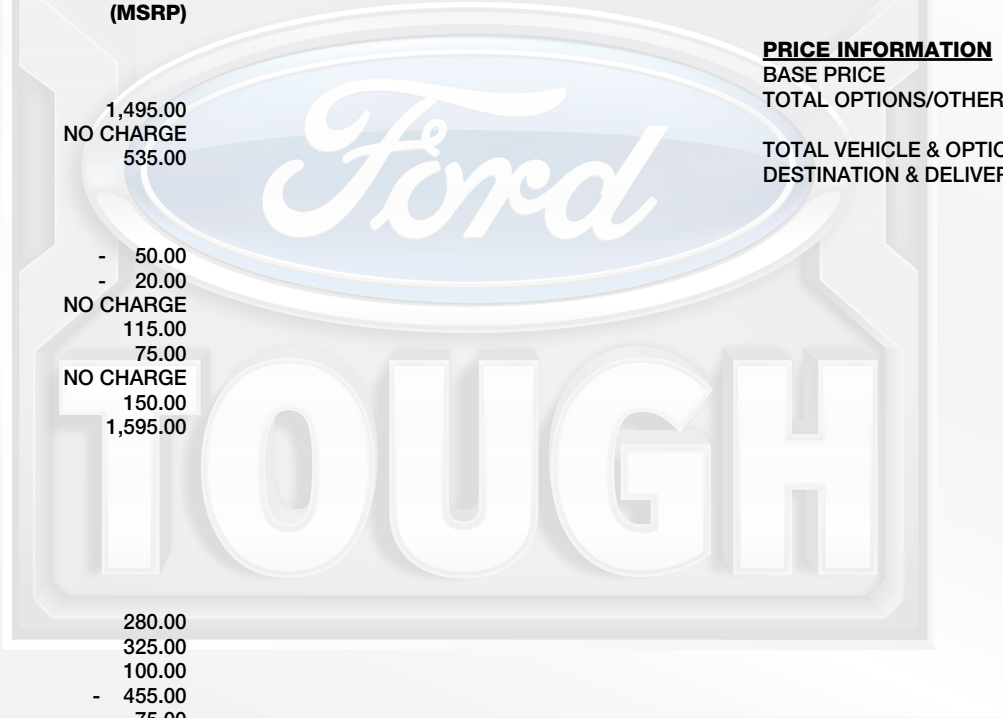 (MSRP)
1,495.00
NO CHARGE
535.00
- 50.00
- 20.00
NO CHARGE
115.00
75.00
NO CHARGE
150.00
1,595.00
280.00
325.00
100.00
- 455.00
75.00
PRICE INFORMATION
BASE PRICE
TOTAL OPTIONS/OTHER
TOTAL VEHICLE & OPTIO
DESTINATION & DELIVER
Ford
TOUGH